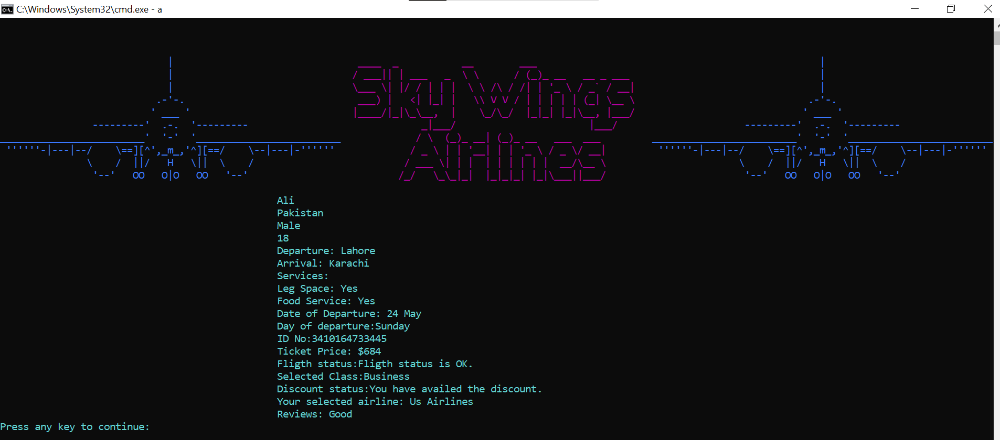 C:\Windows\System32\cmd.exe - a
Sky Wings
Airlines
Ali
Pakistan
Male
18
Departure: Lahore
Arrival: Karachi
Services:
Leg Space: Yes
Food Service: Yes
Date of Departure: 24 May
Day of departure:Sunday
ID No:3410164733445
Ticket Price: $684
Fligth status:Fligth status is OK.
Selected Class:Business
Discount status:You have availed the discount.
Your selected airline: Us Airlines
Reviews: Good
Press any key to continue: